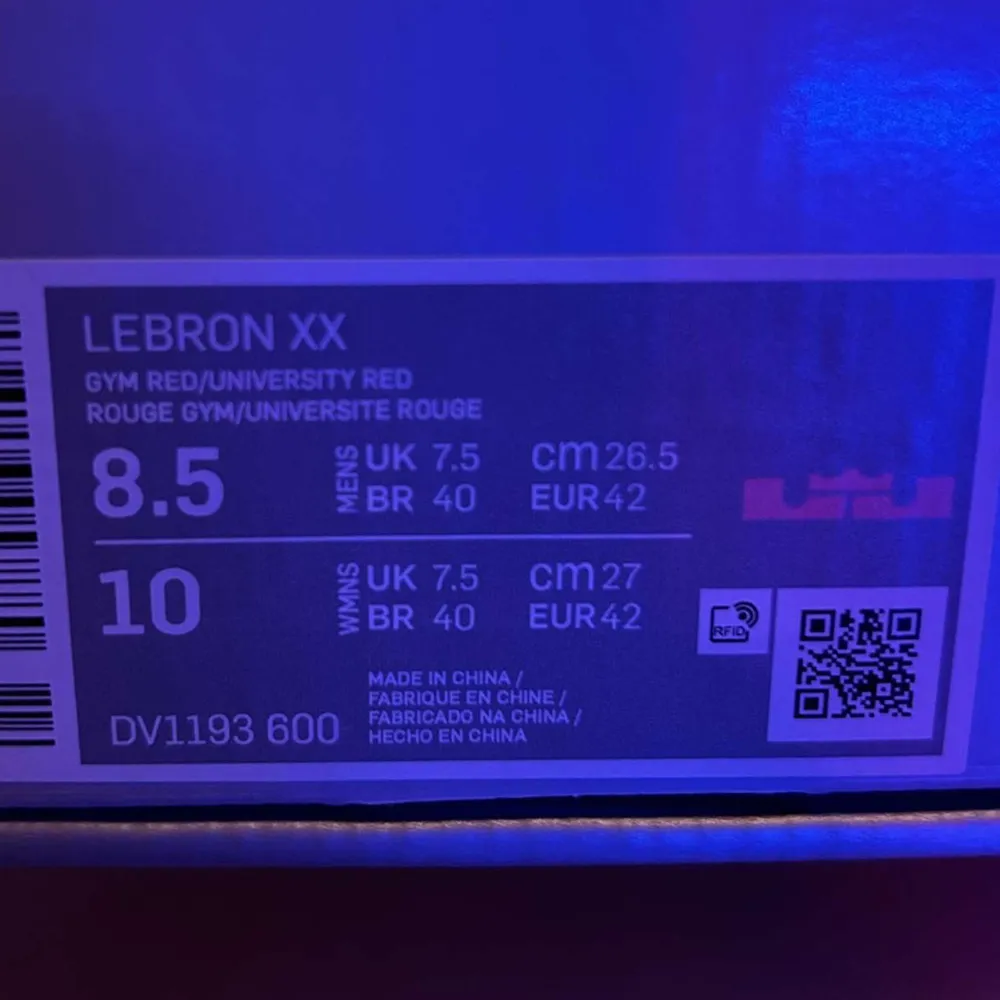 LEBRON XX
GYM RED/UNIVERSITY RED
ROUGE GYM/UNIVERSITE ROUGE
8.5 MENS UK 7.5 cm 26.5
BR 40 EUR 42
10 WMNS UK 7.5 cm 27
BR 40 EUR 42
RFID
MADE IN CHINA /
FABRIQUE EN CHINE /
FABRICADO NA CHINA /
HECHO EN CHINA
DV1193 600